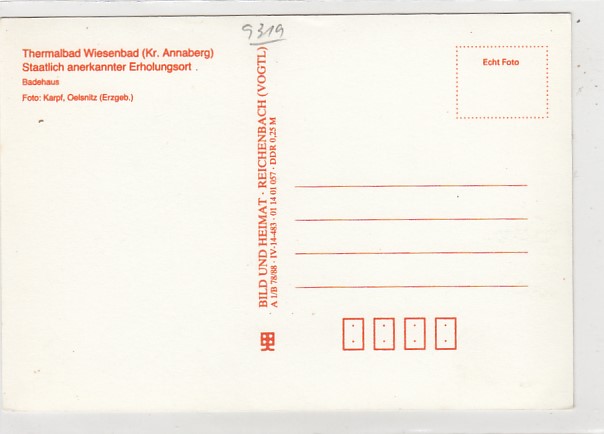 Thermalbad Wiesenbad (Kr. Annaberg)
Staatlich anerkannter Erholungsort
Badehaus
Foto: Karpf, Oelsnitz (Erzgeb.)
9319
BILD UND HEIMAT · REICHENBACH (VOGTL)
A 1/B 78/88 · IV-14-483 · 01 14 01 057 · DDR 0,25 M
Echt Foto